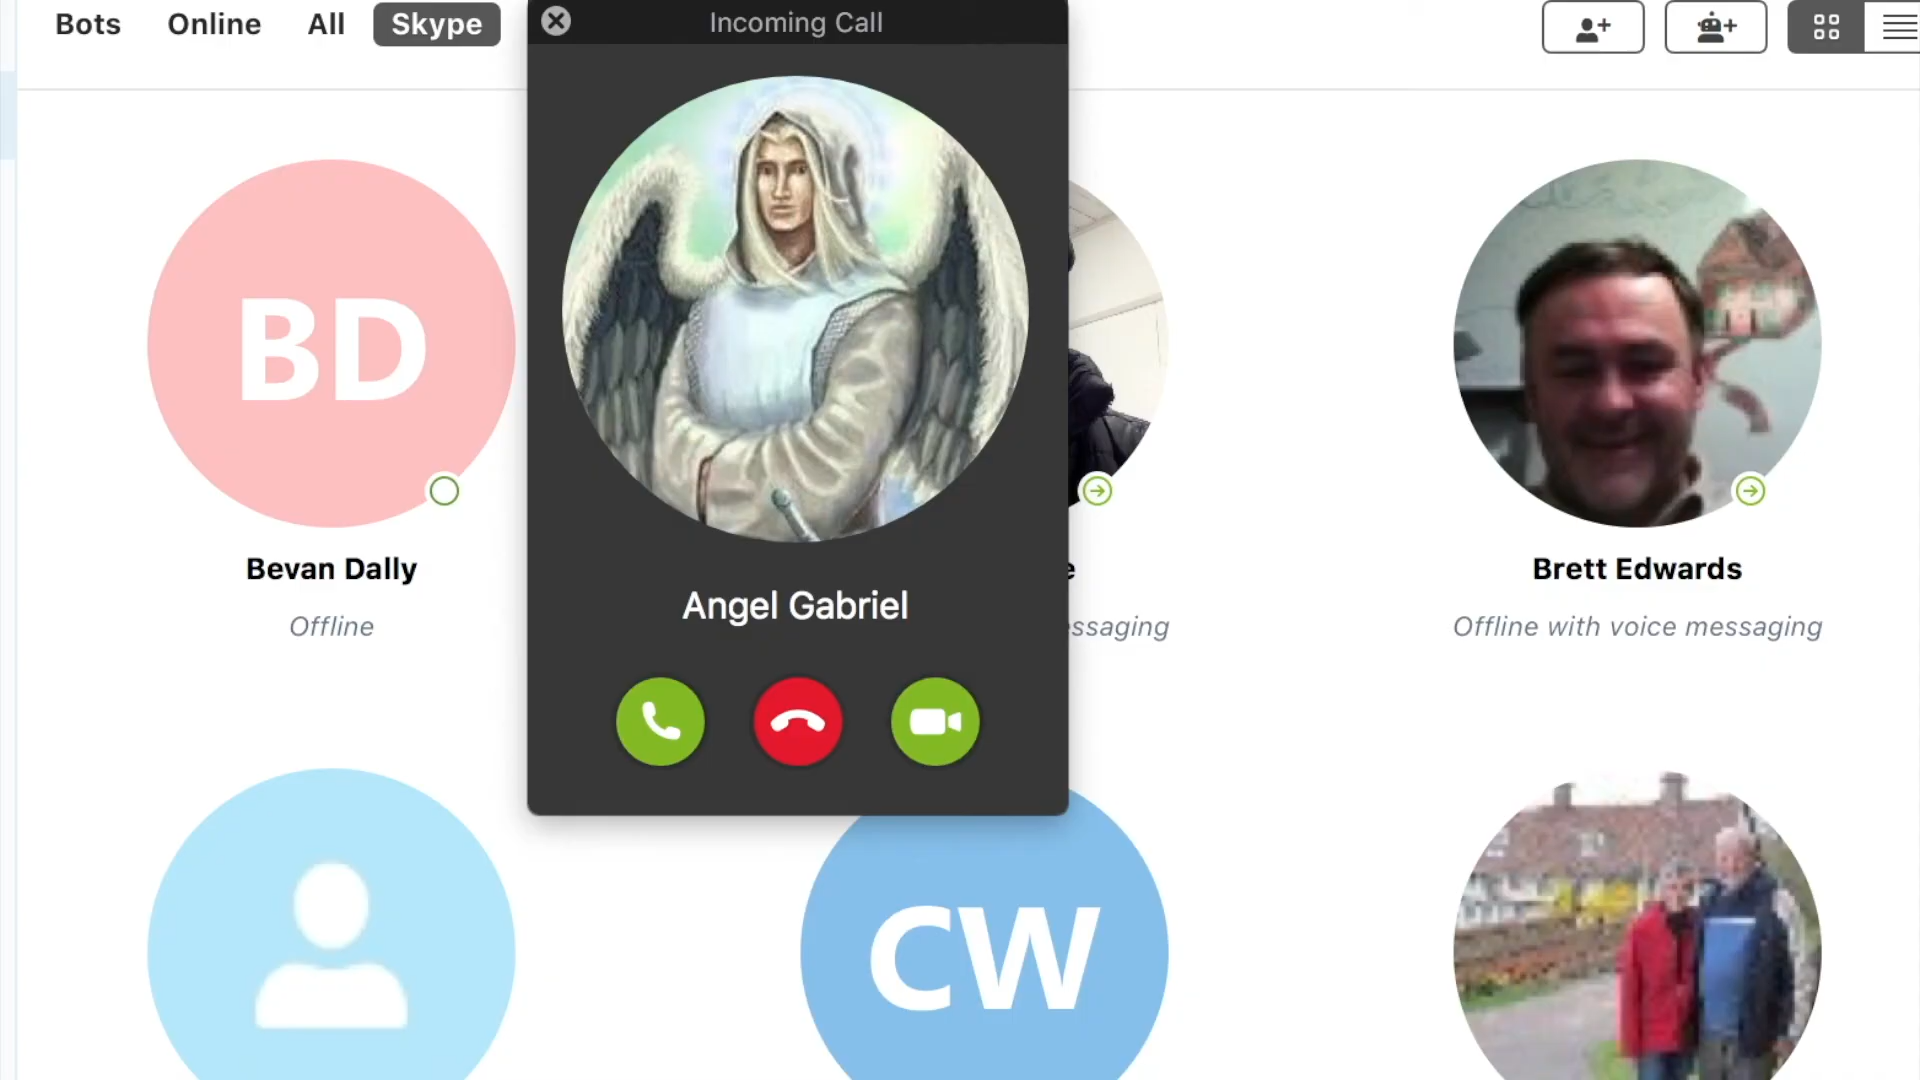 Bots Online All Skype
Incoming Call
BD
Bevan Dally
Offline
Angel Gabriel
Brett Edwards
Offline with voice messaging
CW